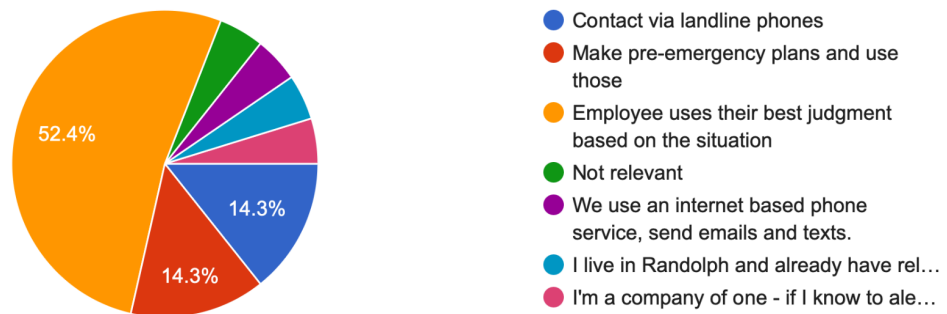 52.4%
14.3%
14.3%
Contact via landline phones
Make pre-emergency plans and use
those
Employee uses their best judgment
based on the situation
Not relevant
We use an internet based phone
service, send emails and texts.
I live in Randolph and already have rel…
I'm a company of one - if I know to ale…